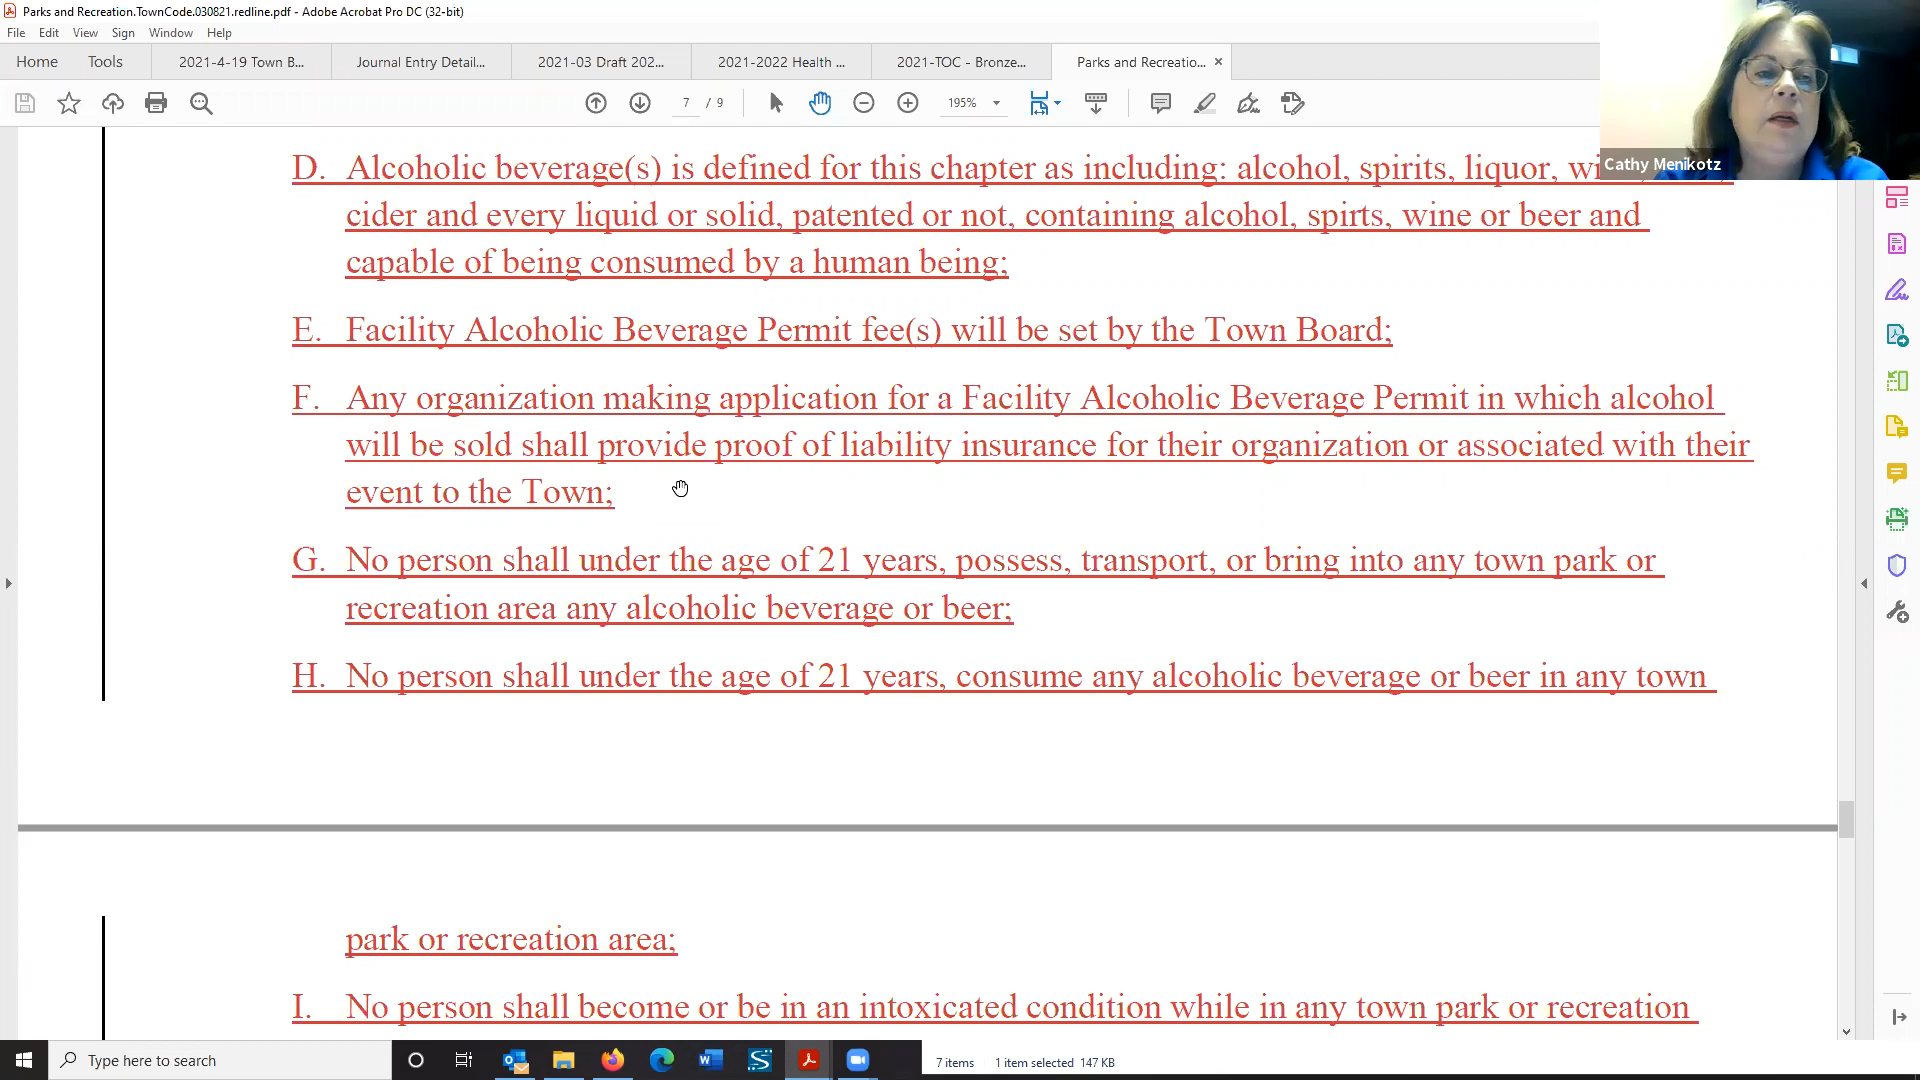 Parks and Recreation.TownCode.030821.redline.pdf - Adobe Acrobat Pro DC (32-bit)
File Edit View Sign Window Help
Home Tools 2021-4-19 Town B... Journal Entry Detail... 2021-03 Draft 202... 2021-2022 Health ... 2021-TOC - Bronze... Parks and Recreatio... ×
7 / 9 195%
Cathy Menikotz
D. Alcoholic beverage(s) is defined for this chapter as including: alcohol, spirits, liquor,
cider and every liquid or solid, patented or not, containing alcohol, spirts, wine or beer and
capable of being consumed by a human being;
E. Facility Alcoholic Beverage Permit fee(s) will be set by the Town Board;
F. Any organization making application for a Facility Alcoholic Beverage Permit in which alcohol
will be sold shall provide proof of liability insurance for their organization or associated with their
event to the Town;
G. No person shall under the age of 21 years, possess, transport, or bring into any town park or
recreation area any alcoholic beverage or beer;
H. No person shall under the age of 21 years, consume any alcoholic beverage or beer in any town
park or recreation area;
I. No person shall become or be in an intoxicated condition while in any town park or recreation
Type here to search
7 items 1 item selected 147 KB